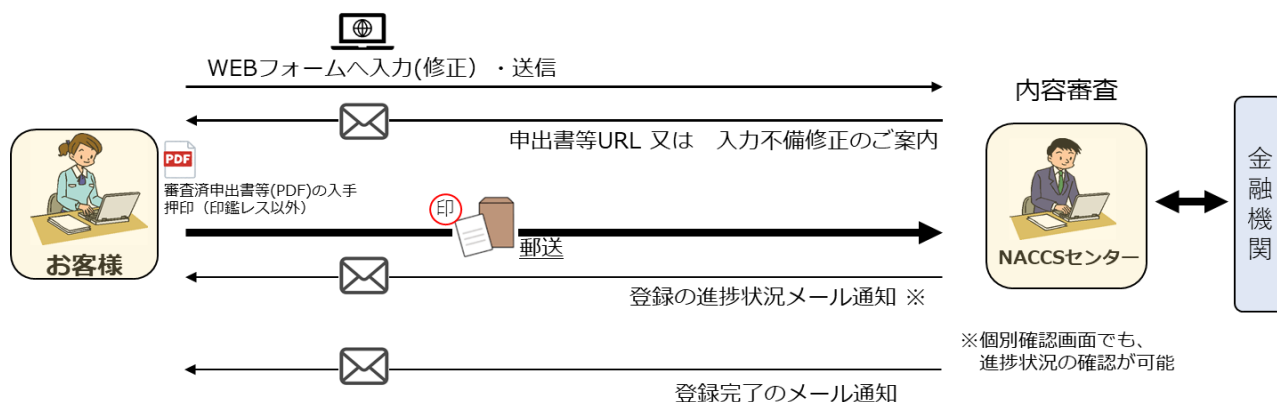 WEBフォームへ入力(修正）・送信
内容審査
申出書等URL 又は　入力不備修正のご案内
PDF
審査済申出書等(PDF)の入手
押印（印鑑レス以外）
印
郵送
お客様
NACCSセンター
金融機関
登録の進捗状況メール通知 ※
※個別確認画面でも、
進捗状況の確認が可能
登録完了のメール通知